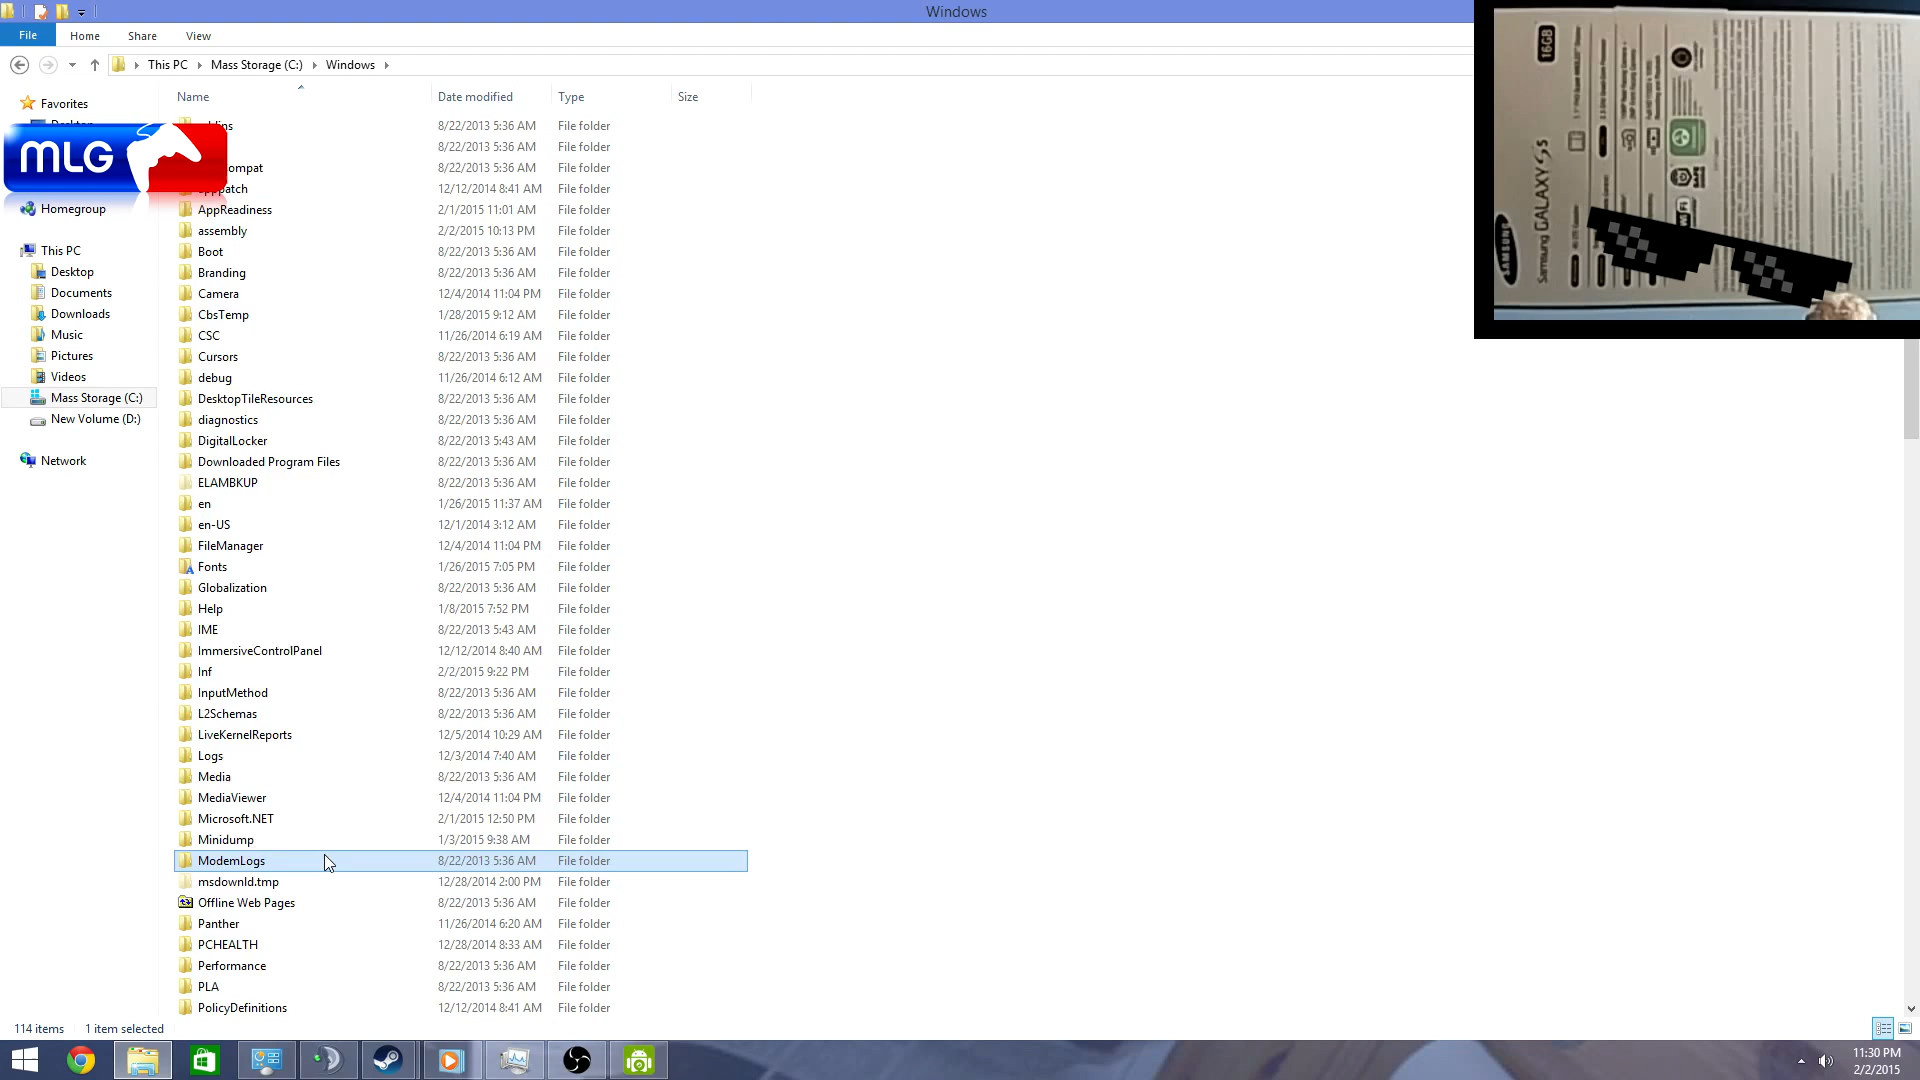 Windows
File Home Share View
This PC Mass Storage (C:) Windows
Name Date modified Type Size
Favorites
8/22/2013 5:36 AM File folder
MLG
8/22/2013 5:36 AM File folder
8/22/2013 5:36 AM File folder
12/12/2014 8:41 AM File folder
Homegroup
AppReadiness 2/1/2015 11:01 AM File folder
assembly 2/2/2015 10:13 PM File folder
This PC
Boot 8/22/2013 5:36 AM File folder
Desktop
Branding 8/22/2013 5:36 AM File folder
Documents
Camera 12/4/2014 11:04 PM File folder
Downloads
CbsTemp 1/28/2015 9:12 AM File folder
Music
CSC 11/26/2014 6:19 AM File folder
Pictures
Cursors 8/22/2013 5:36 AM File folder
Videos
debug 11/26/2014 6:12 AM File folder
Mass Storage (C:)
DesktopTileResources 8/22/2013 5:36 AM File folder
New Volume (D:)
diagnostics 8/22/2013 5:36 AM File folder
DigitalLocker 8/22/2013 5:43 AM File folder
Network
Downloaded Program Files 8/22/2013 5:36 AM File folder
ELAMBKUP 8/22/2013 5:36 AM File folder
en 1/26/2015 11:37 AM File folder
en-US 12/1/2014 3:12 AM File folder
FileManager 12/4/2014 11:04 PM File folder
Fonts 1/26/2015 7:05 PM File folder
Globalization 8/22/2013 5:36 AM File folder
Help 1/8/2015 7:52 PM File folder
IME 8/22/2013 5:43 AM File folder
ImmersiveControlPanel 12/12/2014 8:40 AM File folder
Inf 2/2/2015 9:22 PM File folder
InputMethod 8/22/2013 5:36 AM File folder
L2Schemas 8/22/2013 5:36 AM File folder
LiveKernelReports 12/5/2014 10:29 AM File folder
Logs 12/3/2014 7:40 AM File folder
Media 8/22/2013 5:36 AM File folder
MediaViewer 12/4/2014 11:04 PM File folder
Microsoft.NET 2/1/2015 12:50 PM File folder
Minidump 1/3/2015 9:38 AM File folder
ModemLogs 8/22/2013 5:36 AM File folder
msdownld.tmp 12/28/2014 2:00 PM File folder
Offline Web Pages 8/22/2013 5:36 AM File folder
Panther 11/26/2014 6:20 AM File folder
PCHEALTH 12/28/2014 8:33 AM File folder
Performance 8/22/2013 5:36 AM File folder
PLA 8/22/2013 5:36 AM File folder
PolicyDefinitions 12/12/2014 8:41 AM File folder
114 items 1 item selected
11:30 PM
2/2/2015
16GB
SAMSUNG
Samsung GALAXY S5